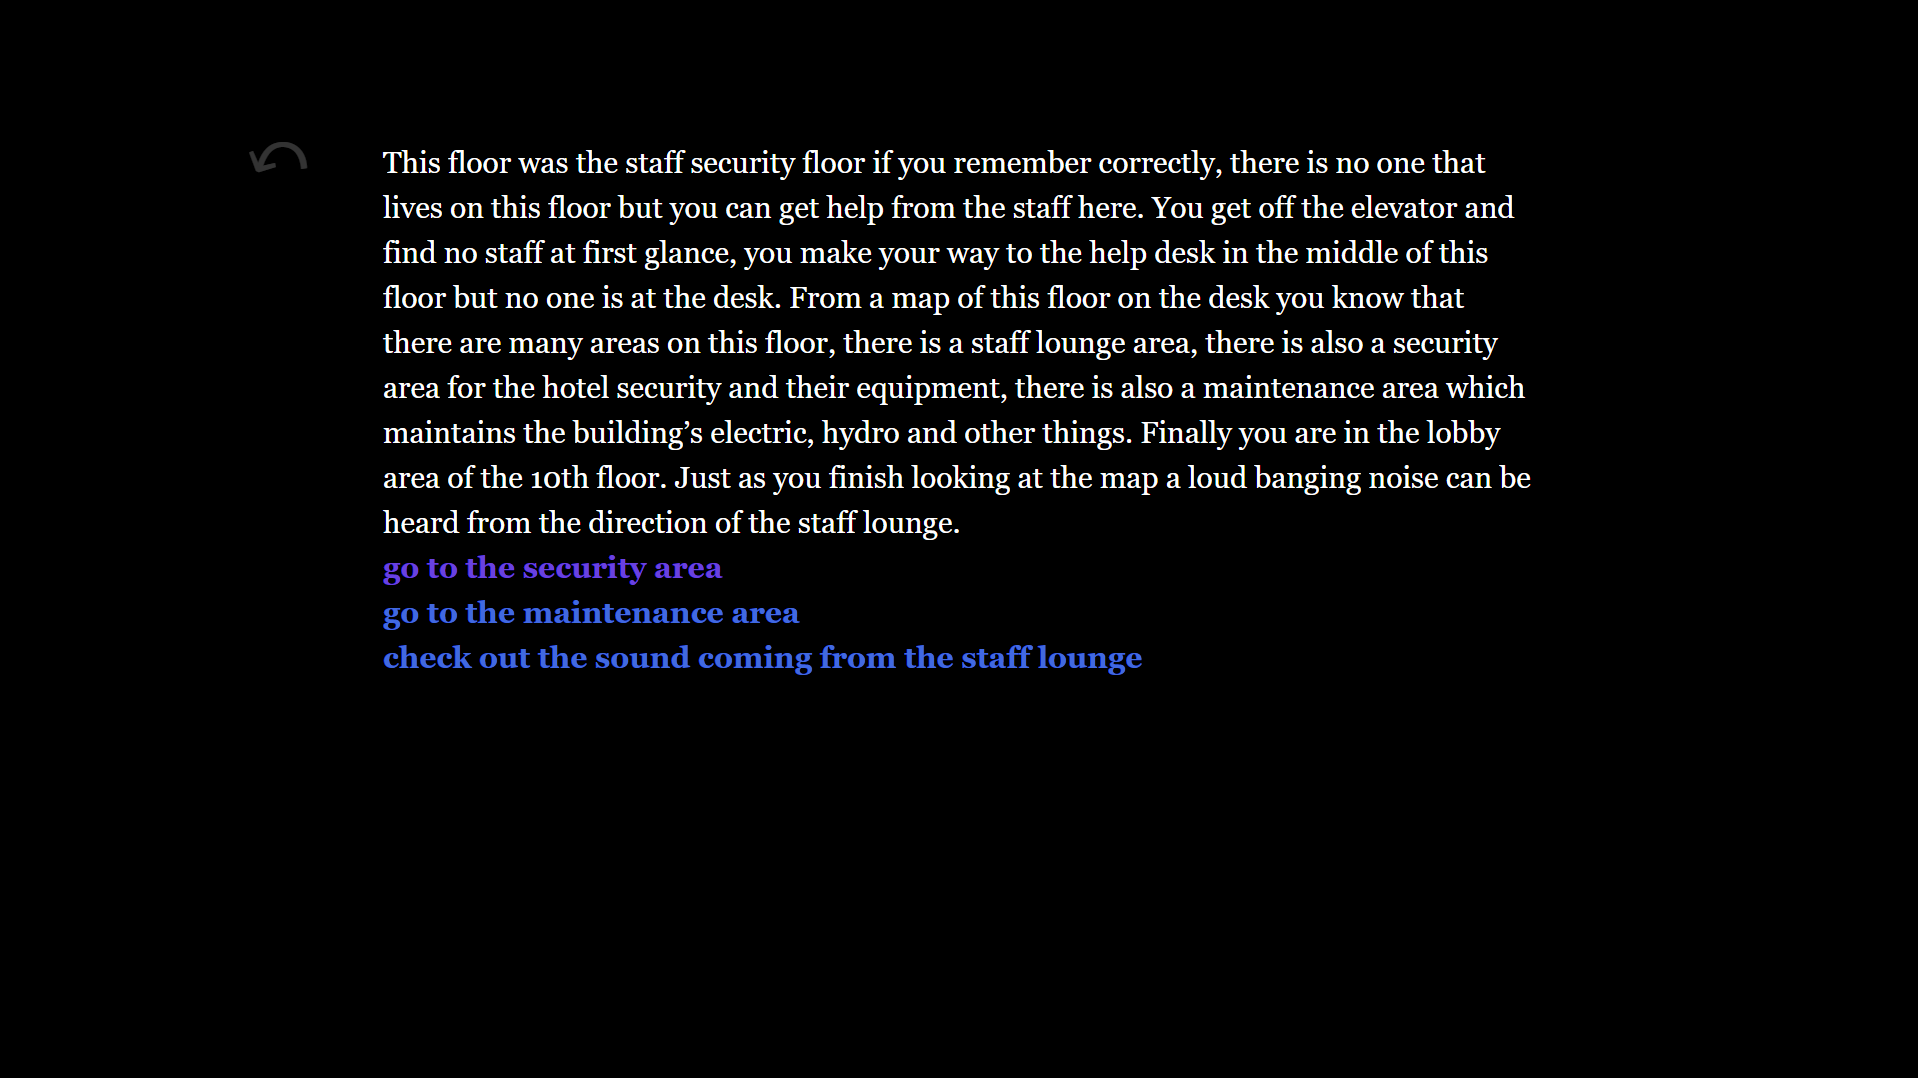 This floor was the staff security floor if you remember correctly, there is no one that
lives on this floor but you can get help from the staff here. You get off the elevator and
find no staff at first glance, you make your way to the help desk in the middle of this
floor but no one is at the desk. From a map of this floor on the desk you know that
there are many areas on this floor, there is a staff lounge area, there is also a security
area for the hotel security and their equipment, there is also a maintenance area which
maintains the building’s electric, hydro and other things. Finally you are in the lobby
area of the 10th floor. Just as you finish looking at the map a loud banging noise can be
heard from the direction of the staff lounge.
go to the security area
go to the maintenance area
check out the sound coming from the staff lounge